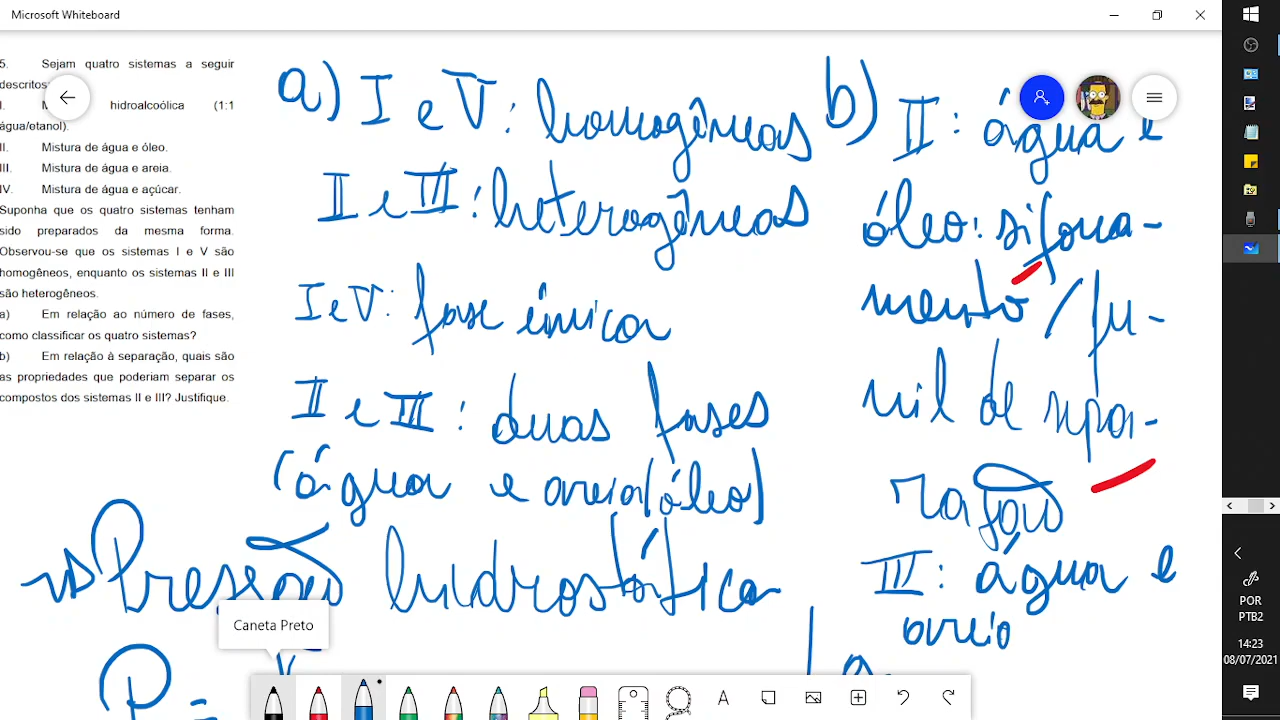 Microsoft Whiteboard
5. Sejam quatro sistemas a seguir
descritos:
I. M hidroalcoólica (1:1
água/etanol).
II. Mistura de água e óleo.
III. Mistura de água e areia.
IV. Mistura de água e açúcar.
Suponha que os quatro sistemas tenham
sido preparados da mesma forma.
Observou-se que os sistemas I e V são
homogêneos, enquanto os sistemas II e III
são heterogêneos.
a) Em relação ao número de fases,
como classificar os quatro sistemas?
b) Em relação à separação, quais são
as propriedades que poderiam separar os
compostos dos sistemas II e III? Justifique.
a) I e V: homogêneas
II e III: heterogêneas
I e V: fase única
II e III: duas fases
(água e areia/óleo)
Pressão hidrostática
P =
b) II: água e
óleo: sifona-
mento / fu-
nil de sepa-
ração
III: água e
areia
Caneta Preto
A
POR
PTB2
14:23
08/07/2021